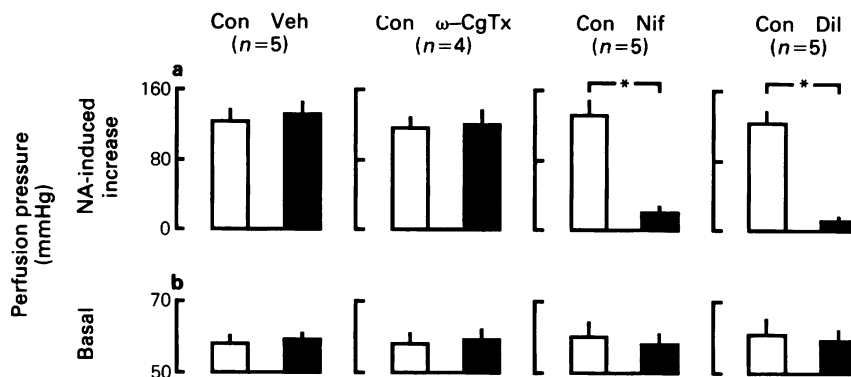 Con Veh
(n=5)
Con ω–CgTx
(n=4)
Con Nif
(n=5)
Con Dil
(n=5)
a
160
80
0
* *
NA-induced
increase
Perfusion pressure
(mmHg)
b
70
50
Basal